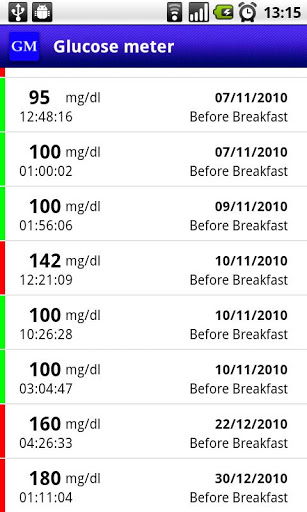 13:15
GM Glucose meter
95 mg/dl 07/11/2010
12:48:16 Before Breakfast
100 mg/dl 07/11/2010
01:00:02 Before Breakfast
100 mg/dl 09/11/2010
01:56:06 Before Breakfast
142 mg/dl 10/11/2010
12:21:09 Before Breakfast
100 mg/dl 10/11/2010
10:26:28 Before Breakfast
100 mg/dl 10/11/2010
03:04:47 Before Breakfast
160 mg/dl 22/12/2010
04:26:33 Before Breakfast
180 mg/dl 30/12/2010
01:11:04 Before Breakfast